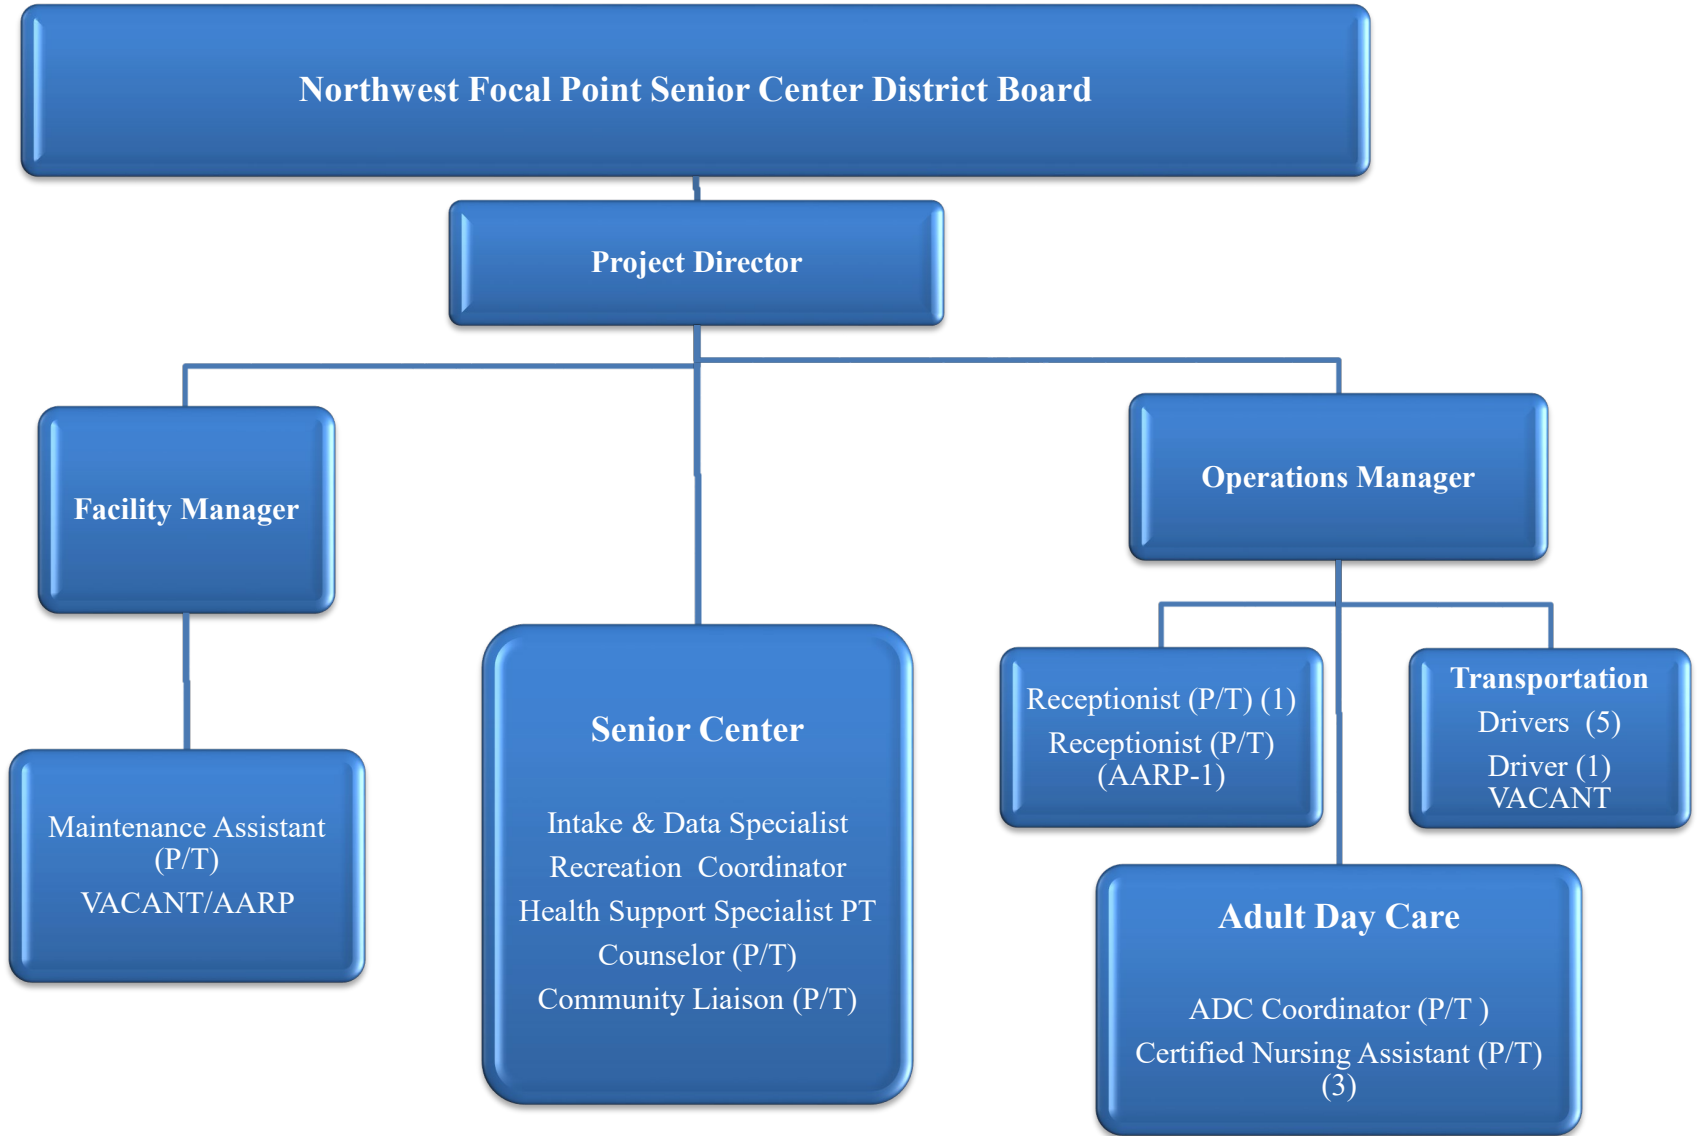 Northwest Focal Point Senior Center District Board
Project Director
Facility Manager
Operations Manager
Maintenance Assistant
(P/T)
VACANT/AARP
Senior Center
Intake & Data Specialist
Recreation  Coordinator
Health Support Specialist PT
Counselor (P/T)
Community Liaison (P/T)
Receptionist (P/T) (1)
Receptionist (P/T)
(AARP-1)
Transportation
Drivers  (5)
Driver (1)
VACANT
Adult Day Care
ADC Coordinator (P/T )
Certified Nursing Assistant (P/T)
(3)